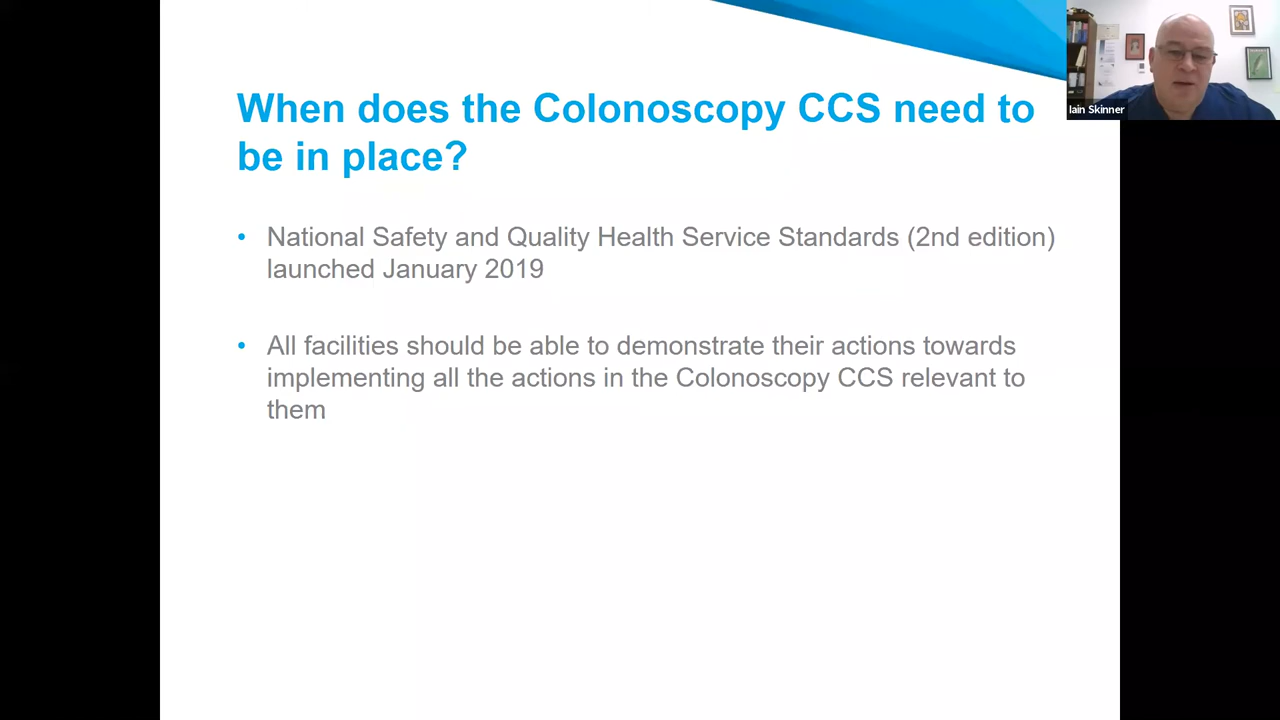 When does the Colonoscopy CCS need to
be in place?
• National Safety and Quality Health Service Standards (2nd edition)
launched January 2019
• All facilities should be able to demonstrate their actions towards
implementing all the actions in the Colonoscopy CCS relevant to
them
Iain Skinner